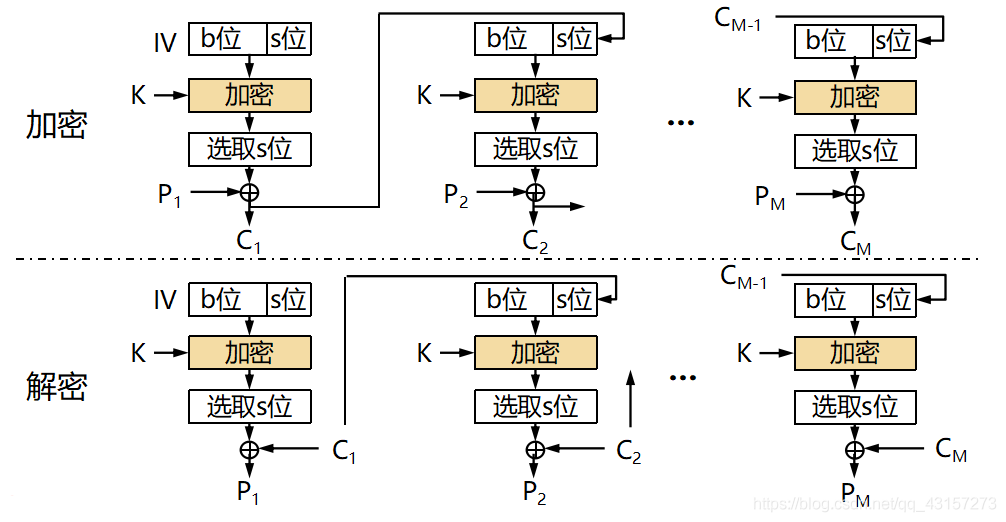 IV b位 s位 b位 s位 C_{M-1} b位 s位
K 加密 K 加密 K 加密
加密
选取s位 选取s位 ... 选取s位
P_1 ⊕ P_2 ⊕ P_M ⊕
C_1 C_2 C_M
IV b位 s位 b位 s位 C_{M-1} b位 s位
K 加密 K 加密 K 加密
解密
选取s位 选取s位 ... 选取s位
⊕ C_1 ⊕ C_2 ⊕ C_M
P_1 P_2 P_M
https://blog.csdn.net/qq_43157273